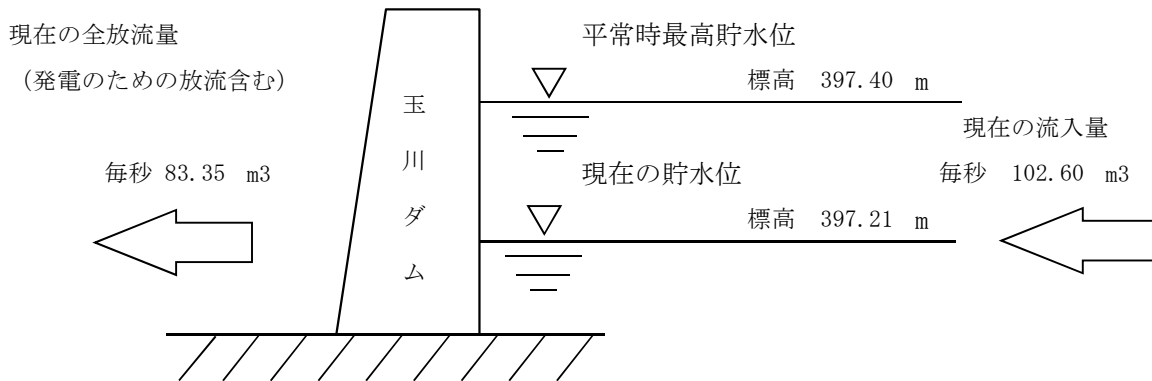 現在の全放流量
（発電のための放流含む）
毎秒 83.35 m3
玉川ダム
平常時最高貯水位
標高 397.40 m
現在の貯水位
標高 397.21 m
現在の流入量
毎秒 102.60 m3